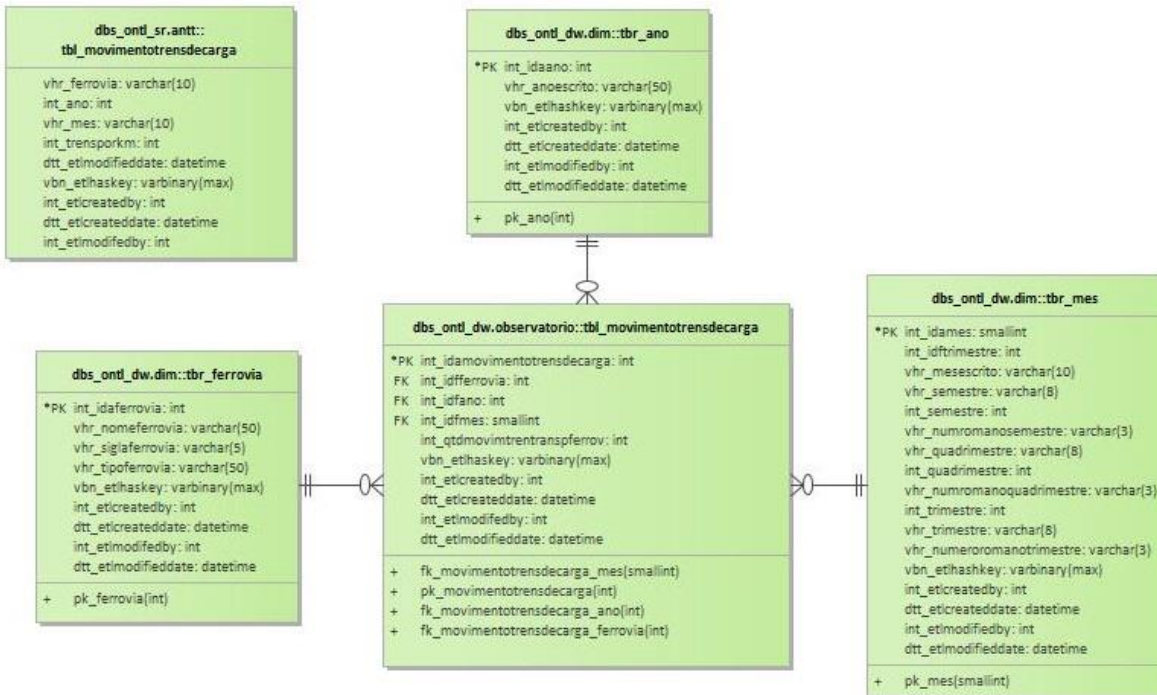 dbs_ontl_sr.antt::
tbl_movimentotrensdecarga
vhr_ferrovia: varchar(10)
int_ano: int
vhr_mes: varchar(10)
int_trensporkm: int
dtt_etlmodifieddate: datetime
vbn_etlhaskey: varbinary(max)
int_etlcreatedby: int
dtt_etlcreateddate: datetime
int_etlmodifedby: int
dbs_ontl_dw.dim::tbr_ano
*PK int_idaano: int
vhr_anoescrito: varchar(50)
vbn_etlhashkey: varbinary(max)
int_etlcreatedby: int
dtt_etlcreateddate: datetime
int_etlmodifiedby: int
dtt_etlmodifieddate: datetime
+ pk_ano(int)
dbs_ontl_dw.dim::tbr_ferrovia
*PK int_idaferrovia: int
vhr_nomeferrovia: varchar(50)
vhr_siglaferrovia: varchar(5)
vhr_tipoferrovia: varchar(50)
vbn_etlhaskey: varbinary(max)
int_etlcreatedby: int
dtt_etlcreateddate: datetime
int_etlmodifedby: int
dtt_etlmodifieddate: datetime
+ pk_ferrovia(int)
dbs_ontl_dw.observatorio::tbl_movimentotrensdecarga
*PK int_idamovimentotrensdecarga: int
FK int_idfferrovia: int
FK int_idfano: int
FK int_idfmes: smallint
int_qtdmovimtrentranspferrov: int
vbn_etlhaskey: varbinary(max)
int_etlcreatedby: int
dtt_etlcreateddate: datetime
int_etlmodifedby: int
dtt_etlmodifieddate: datetime
+ fk_movimentotrensdecarga_mes(smallint)
+ pk_movimentotrensdecarga(int)
+ fk_movimentotrensdecarga_ano(int)
+ fk_movimentotrensdecarga_ferrovia(int)
dbs_ontl_dw.dim::tbr_mes
*PK int_idames: smallint
int_idftrimestre: int
vhr_mesescrito: varchar(10)
vhr_semestre: varchar(8)
int_semestre: int
vhr_numromanosemestre: varchar(3)
vhr_quadrimestre: varchar(8)
int_quadrimestre: int
vhr_numromanoquadrimestre: varchar(3)
int_trimestre: int
vhr_trimestre: varchar(8)
vhr_numeroromanotrimestre: varchar(3)
vbn_etlhashkey: varbinary(max)
int_etlcreatedby: int
dtt_etlcreateddate: datetime
int_etlmodifiedby: int
dtt_etlmodifieddate: datetime
+ pk_mes(smallint)